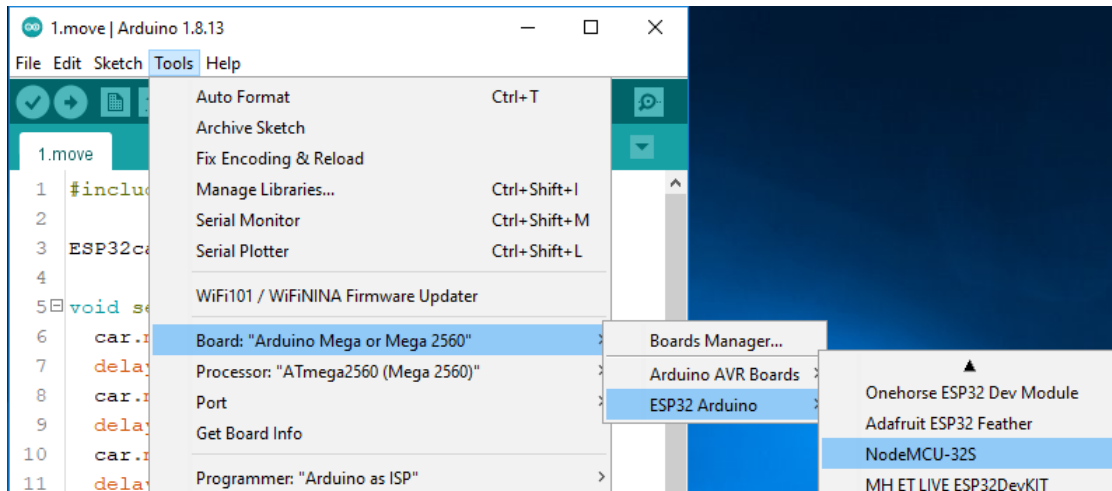 1.move | Arduino 1.8.13
File Edit Sketch Tools Help
Auto Format Ctrl+T
Archive Sketch
1.move
Fix Encoding & Reload
1 #includ
Manage Libraries... Ctrl+Shift+I
2
Serial Monitor Ctrl+Shift+M
3 ESP32ca
Serial Plotter Ctrl+Shift+L
4
WiFi101 / WiFiNINA Firmware Updater
5 void se
6 car.
Board: "Arduino Mega or Mega 2560"
Boards Manager...
7 delay
Processor: "ATmega2560 (Mega 2560)"
Arduino AVR Boards
8 car.
Port
ESP32 Arduino
Onehorse ESP32 Dev Module
9 delay
Get Board Info
Adafruit ESP32 Feather
10 car.
NodeMCU-32S
11 delay
Programmer: "Arduino as ISP"
MH ET LIVE ESP32DevKIT